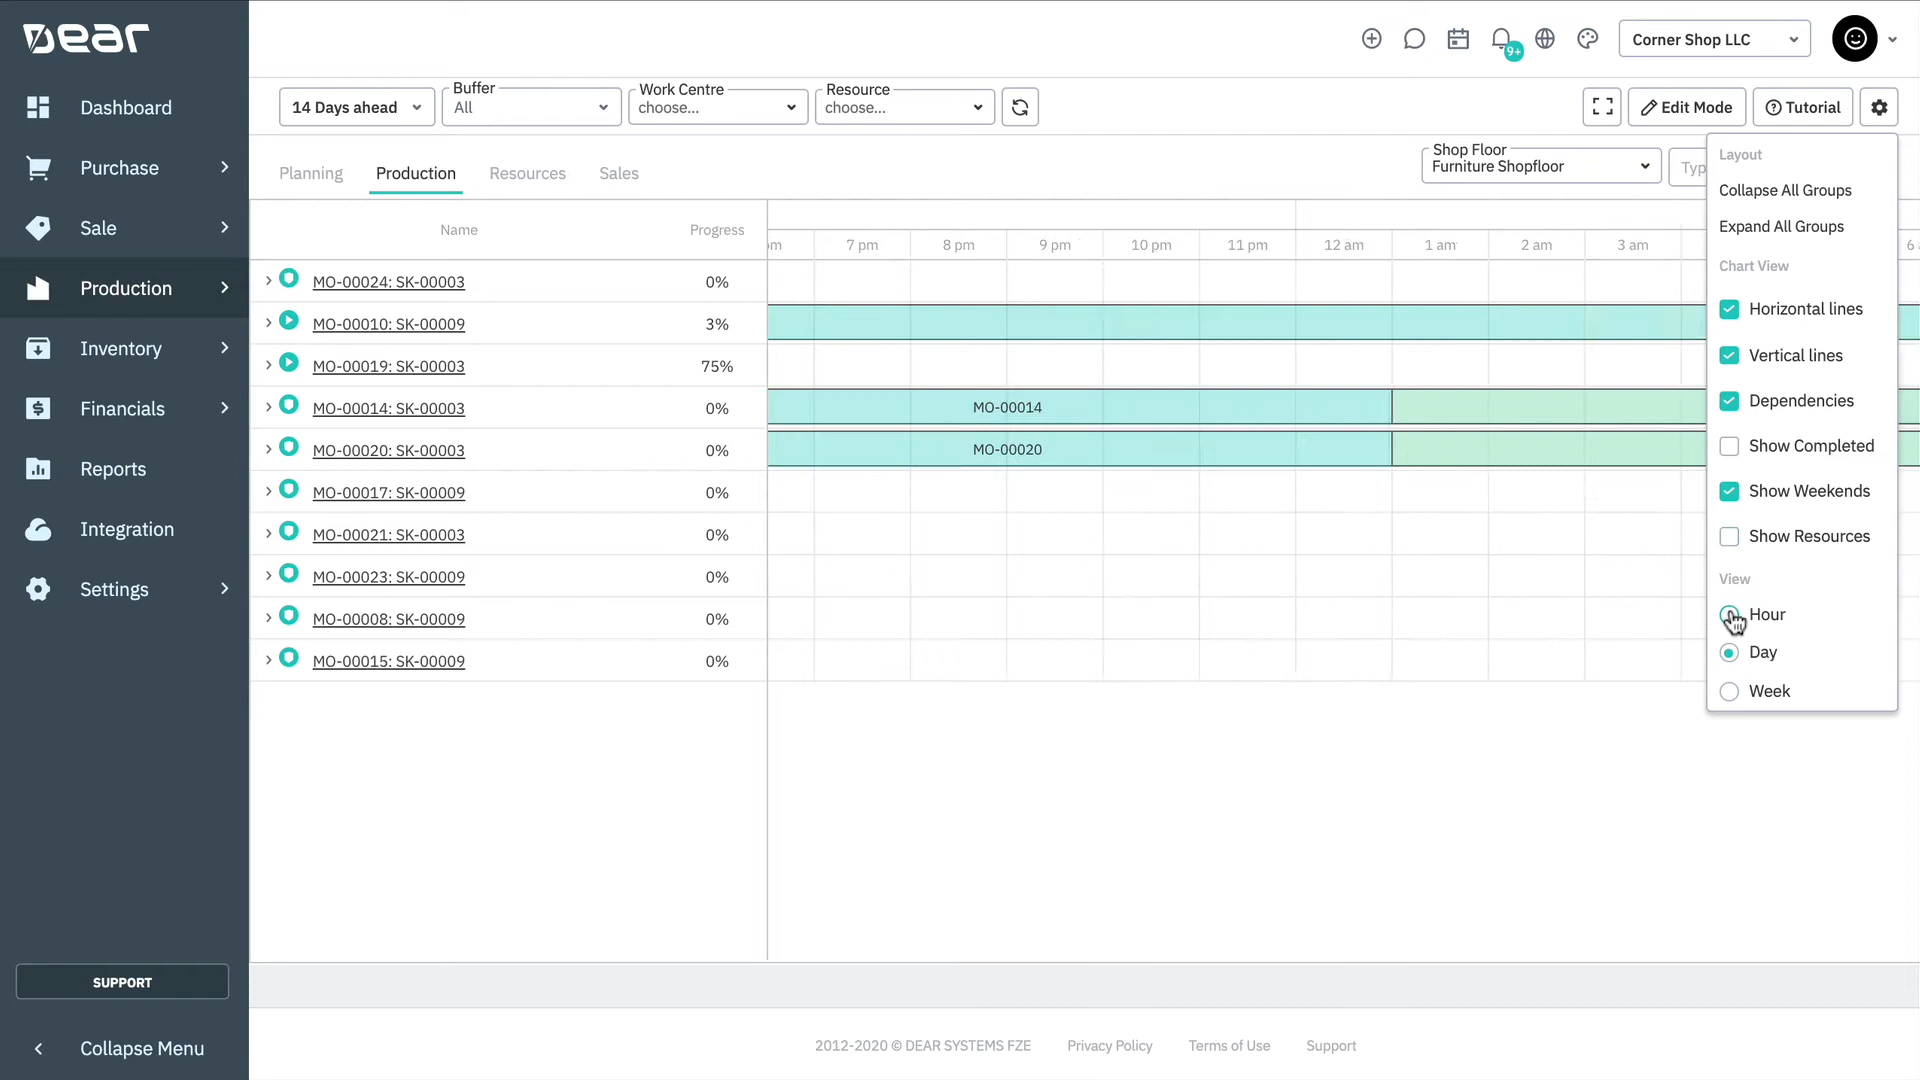 DEAR
Corner Shop LLC
9+
Dashboard
Purchase
Sale
Production
Inventory
Financials
Reports
Integration
Settings
SUPPORT
Collapse Menu
14 Days ahead
Buffer
All
Work Centre
choose...
Resource
choose...
Edit Mode
Tutorial
Planning
Production
Resources
Sales
Shop Floor
Furniture Shopfloor
Typ
Name
Progress
pm
7 pm
8 pm
9 pm
10 pm
11 pm
12 am
1 am
2 am
3 am
6
MO-00024: SK-00003
0%
MO-00010: SK-00009
3%
MO-00019: SK-00003
75%
MO-00014: SK-00003
0%
MO-00014
MO-00020: SK-00003
0%
MO-00020
MO-00017: SK-00009
0%
MO-00021: SK-00003
0%
MO-00023: SK-00009
0%
MO-00008: SK-00009
0%
MO-00015: SK-00009
0%
Layout
Collapse All Groups
Expand All Groups
Chart View
Horizontal lines
Vertical lines
Dependencies
Show Completed
Show Weekends
Show Resources
View
Hour
Day
Week
2012-2020 © DEAR SYSTEMS FZE
Privacy Policy
Terms of Use
Support